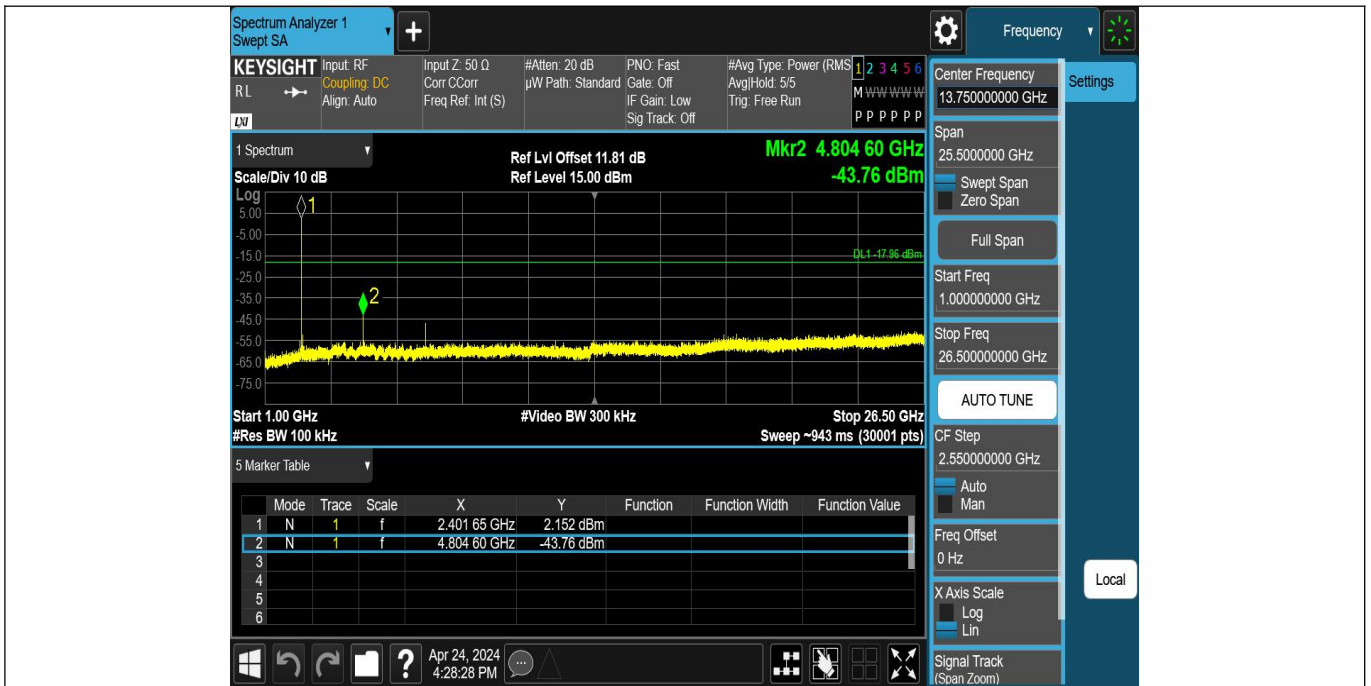 Spectrum Analyzer 1
Swept SA
+
Frequency
KEYSIGHT
RL
LXI
Input: RF
Coupling: DC
Align: Auto
Input Z: 50 Ω
Corr CCorr
Freq Ref: Int (S)
#Atten: 20 dB
µW Path: Standard
PNO: Fast
Gate: Off
IF Gain: Low
Sig Track: Off
#Avg Type: Power (RMS
Avg|Hold: 5/5
Trig: Free Run
1 2 3 4 5 6
M W W W W W
P P P P P P
1 Spectrum
Scale/Div 10 dB
Ref Lvl Offset 11.81 dB
Ref Level 15.00 dBm
Mkr2 4.804 60 GHz
-43.76 dBm
Log
5.00
-5.00
-15.0
-25.0
-35.0
-45.0
-55.0
-65.0
-75.0
1
2
DL1 -17.96 dBm
Start 1.00 GHz
#Res BW 100 kHz
#Video BW 300 kHz
Stop 26.50 GHz
Sweep ~943 ms (30001 pts)
5 Marker Table
Mode Trace Scale X Y Function Function Width Function Value
1 N 1 f 2.401 65 GHz 2.152 dBm
2 N 1 f 4.804 60 GHz -43.76 dBm
3
4
5
6
?
Apr 24, 2024
4:28:28 PM
Center Frequency
13.750000000 GHz
Settings
Span
25.5000000 GHz
Swept Span
Zero Span
Full Span
Start Freq
1.000000000 GHz
Stop Freq
26.500000000 GHz
AUTO TUNE
CF Step
2.550000000 GHz
Auto
Man
Freq Offset
0 Hz
Local
X Axis Scale
Log
Lin
Signal Track
(Span Zoom)